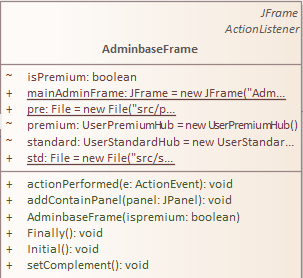 JFrame
ActionListener
AdminbaseFrame
~ isPremium: boolean
+ mainAdminFrame: JFrame = new JFrame("Adm...
+ pre: File = new File("src/p...
~ premium: UserPremiumHub = new UserPremiumHub()
~ standard: UserStandardHub = new UserStandar...
+ std: File = new File("src/s...
+ actionPerformed(e: ActionEvent): void
+ addContainPanel(panel: JPanel): void
+ AdminbaseFrame(ispremium: boolean)
+ Finally(): void
+ Initial(): void
+ setComplement(): void